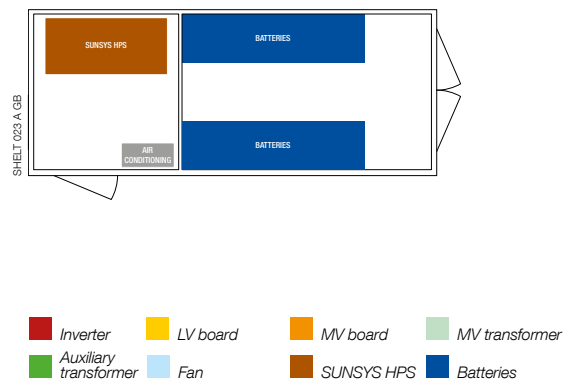 SHELT 023 A GB
SUNSYS HPS
BATTERIES
AIR
CONDITIONING
BATTERIES
Inverter
LV board
MV board
MV transformer
Auxiliary
transformer
Fan
SUNSYS HPS
Batteries